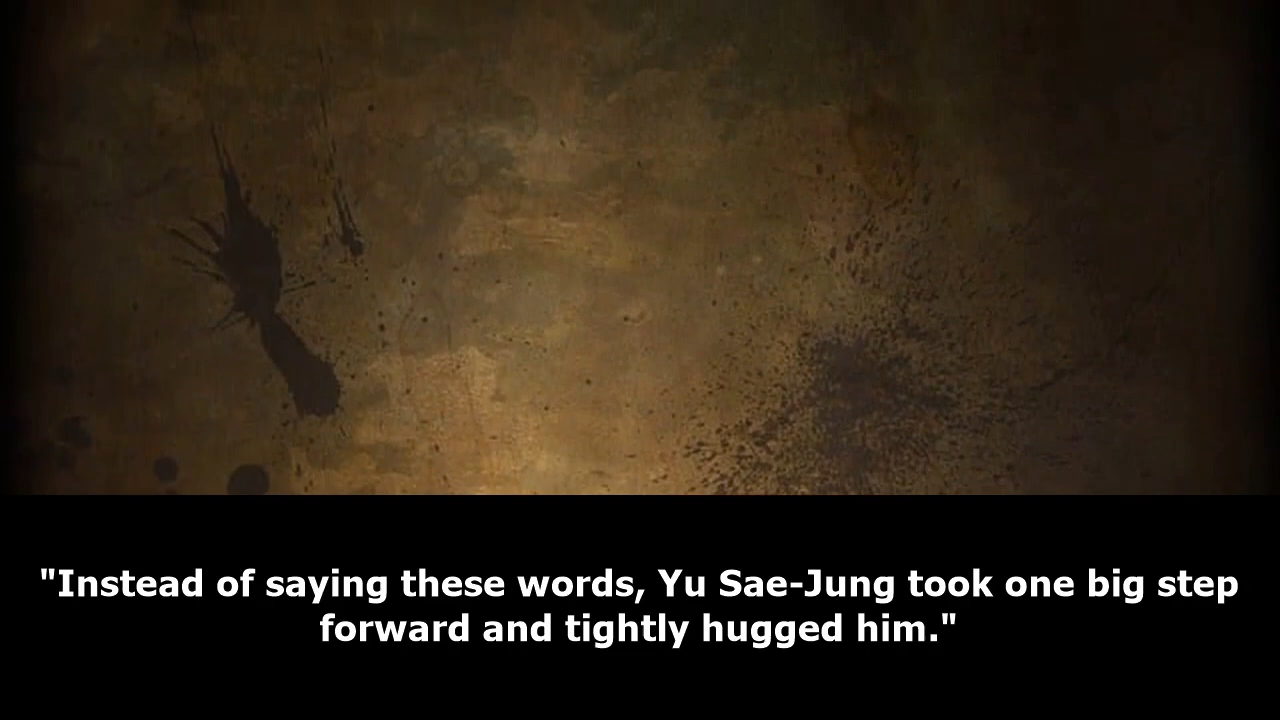 "Instead of saying these words, Yu Sae-Jung took one big step
forward and tightly hugged him."